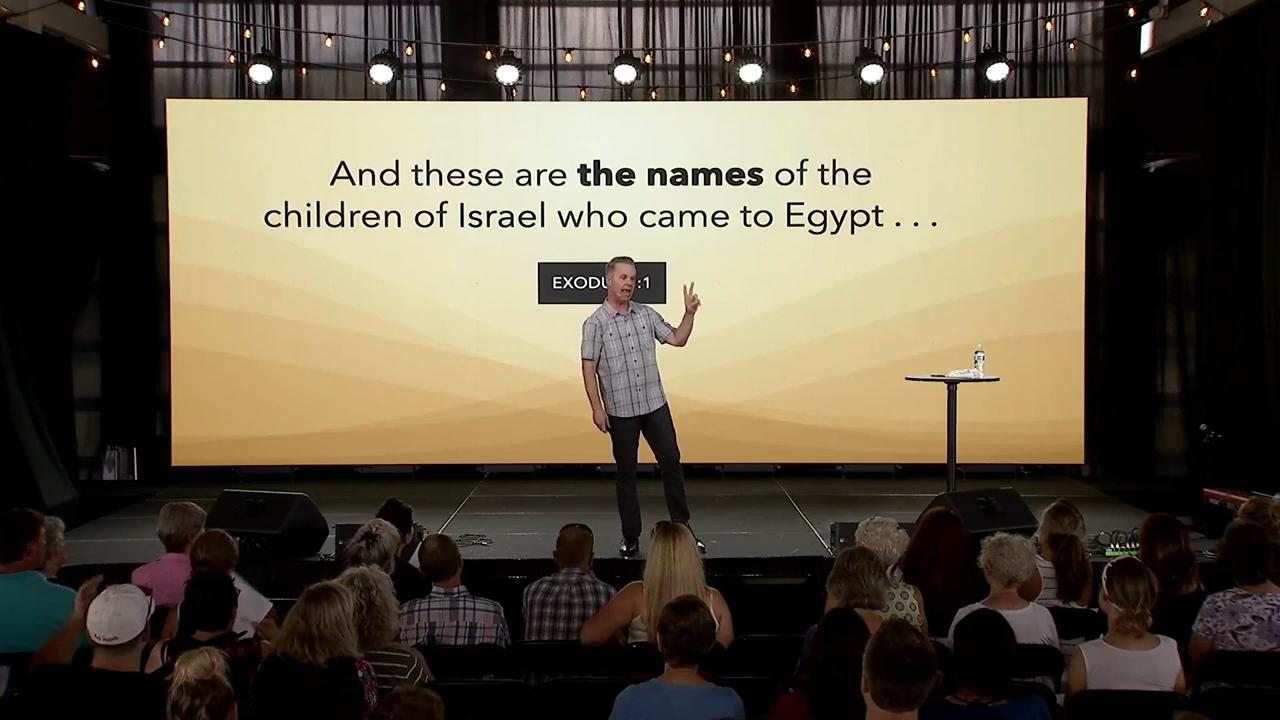 And these are the names of the
children of Israel who came to Egypt . . .
EXODU :1